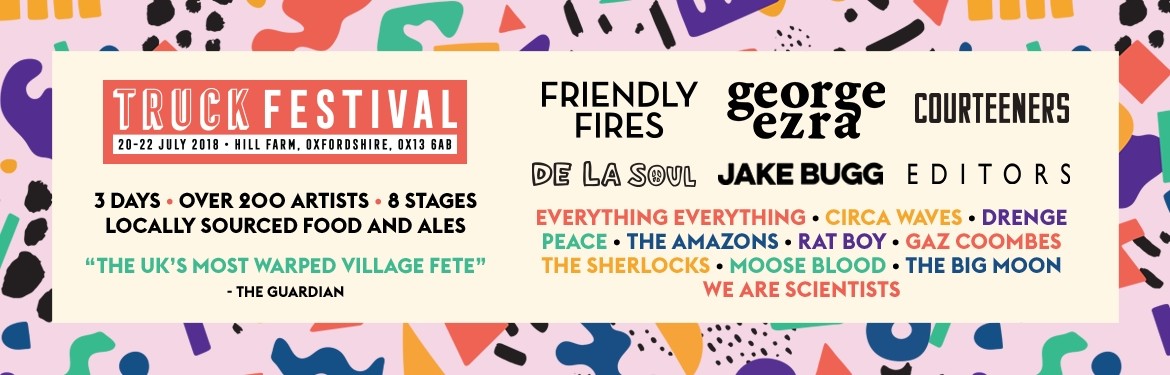 TRUCK FESTIVAL
20-22 JULY 2018 • HILL FARM, OXFORDSHIRE, OX13 6AB
3 DAYS • OVER 200 ARTISTS • 8 STAGES
LOCALLY SOURCED FOOD AND ALES
“THE UK’S MOST WARPED VILLAGE FETE”
- THE GUARDIAN
FRIENDLY
FIRES
george
ezra
COURTEENERS
DE LA SOUL
JAKE BUGG
EDITORS
EVERYTHING EVERYTHING • CIRCA WAVES • DRENGE
PEACE • THE AMAZONS • RAT BOY • GAZ COOMBES
THE SHERLOCKS • MOOSE BLOOD • THE BIG MOON
WE ARE SCIENTISTS